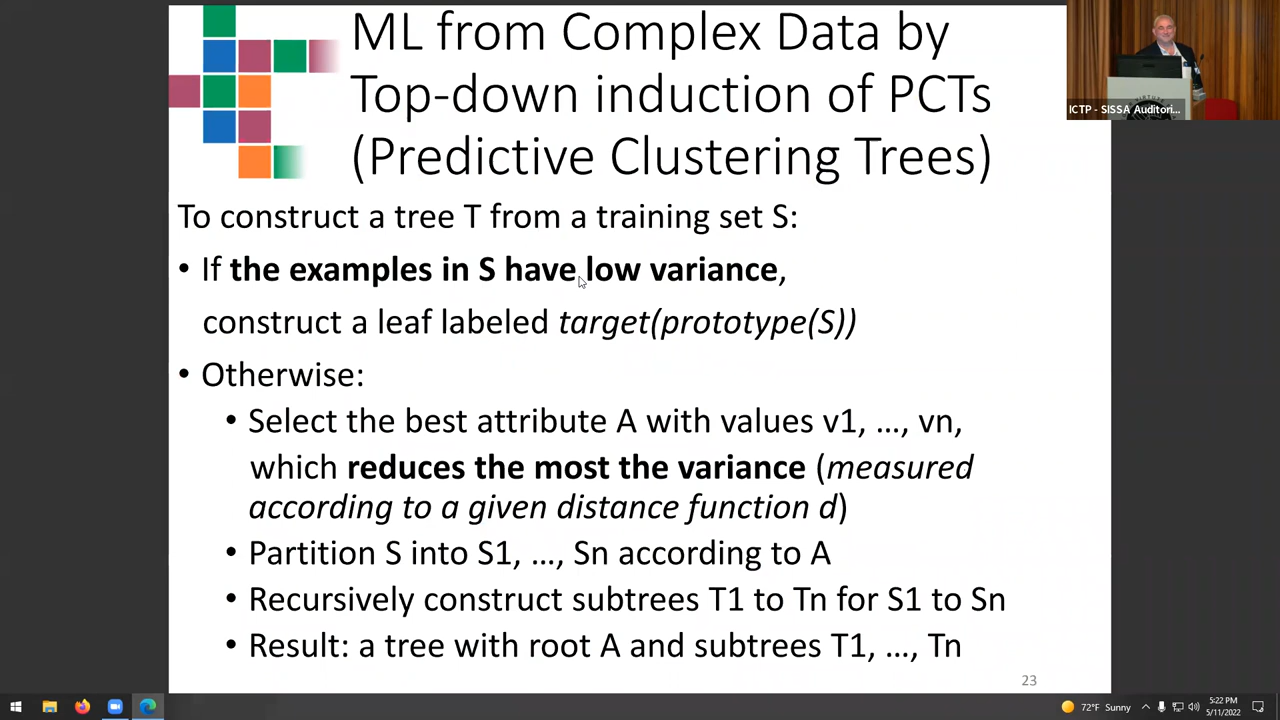 ML from Complex Data by
Top-down induction of PCTs
(Predictive Clustering Trees)
ICTP - SISSA Auditori...
To construct a tree T from a training set S:
• If the examples in S have low variance,
construct a leaf labeled target(prototype(S))
• Otherwise:
• Select the best attribute A with values v1, …, vn,
which reduces the most the variance (measured
according to a given distance function d)
• Partition S into S1, …, Sn according to A
• Recursively construct subtrees T1 to Tn for S1 to Sn
• Result: a tree with root A and subtrees T1, …, Tn
23
72°F Sunny
5:22 PM
5/11/2022